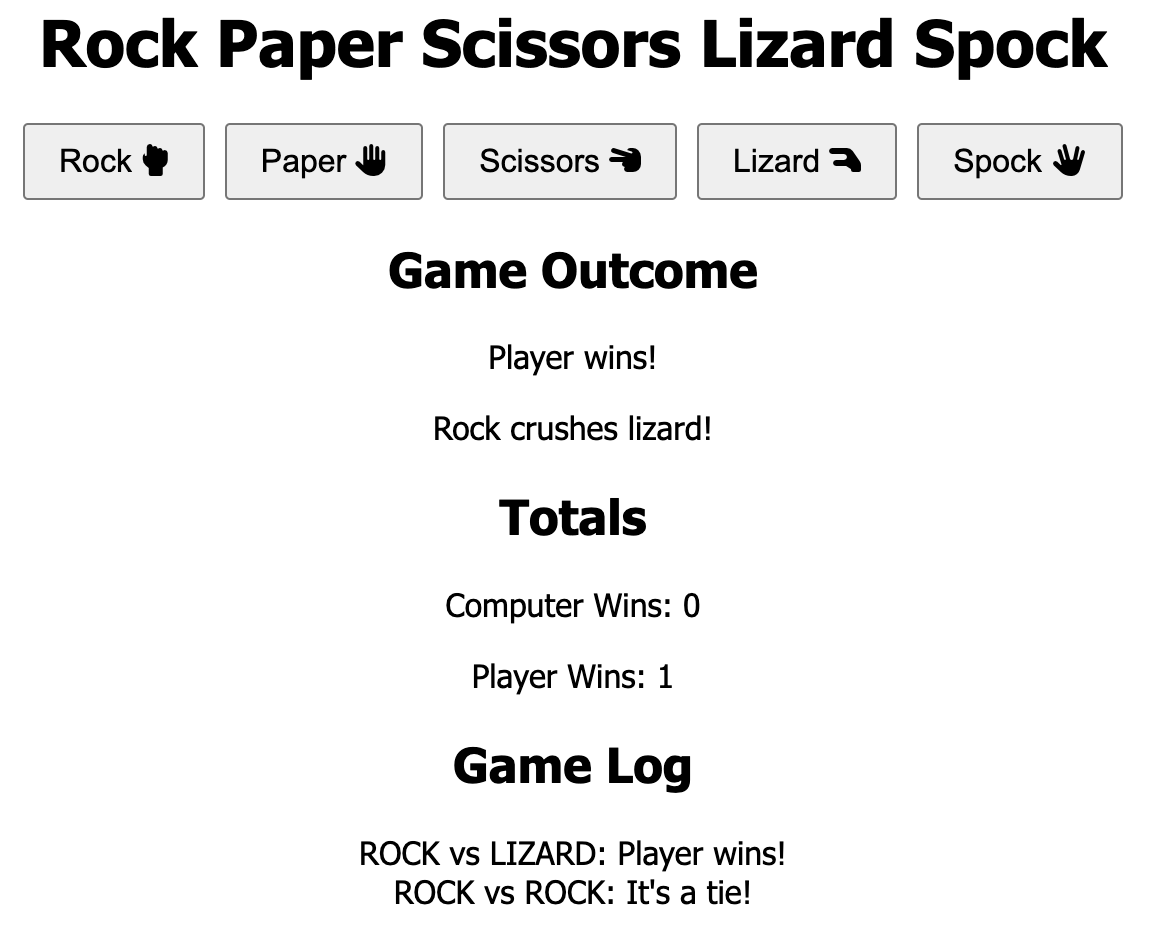 Rock Paper Scissors Lizard Spock
Rock Paper Scissors Lizard Spock
Game Outcome
Player wins!
Rock crushes lizard!
Totals
Computer Wins: 0
Player Wins: 1
Game Log
ROCK vs LIZARD: Player wins!
ROCK vs ROCK: It's a tie!